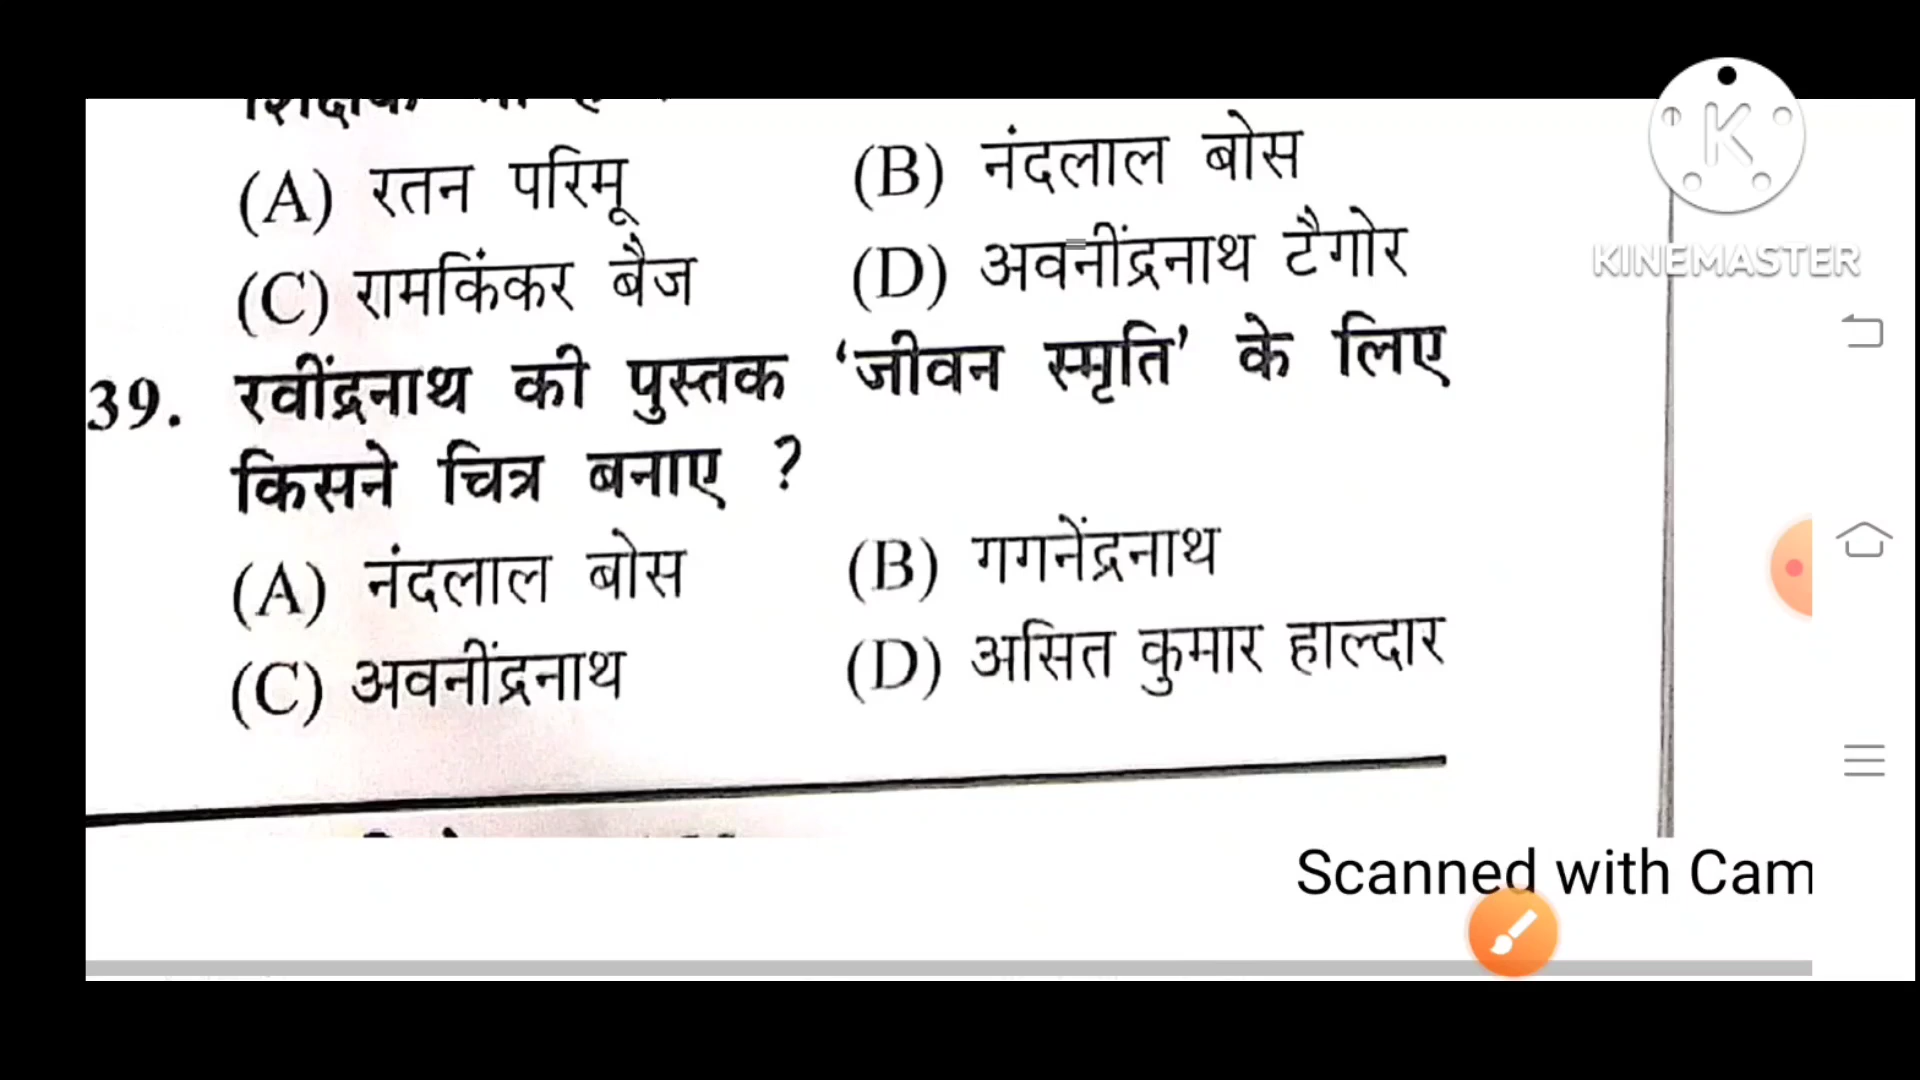 (A) रतन परिमू (B) नंदलाल बोस
(C) रामकिंकर बैज (D) अवनींद्रनाथ टैगोर
39. रवींद्रनाथ की पुस्तक ‘जीवन स्मृति’ के लिए
किसने चित्र बनाए ?
(A) नंदलाल बोस (B) गगनेंद्रनाथ
(C) अवनींद्रनाथ (D) असित कुमार हाल्दार
Scanned with Cam
K
KINEMASTER